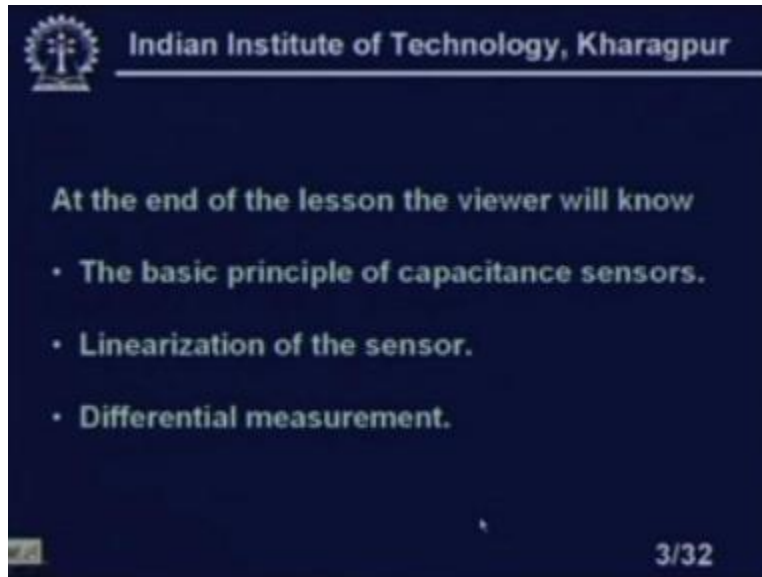 Indian Institute of Technology, Kharagpur
At the end of the lesson the viewer will know
• The basic principle of capacitance sensors.
• Linearization of the sensor.
• Differential measurement.
3/32